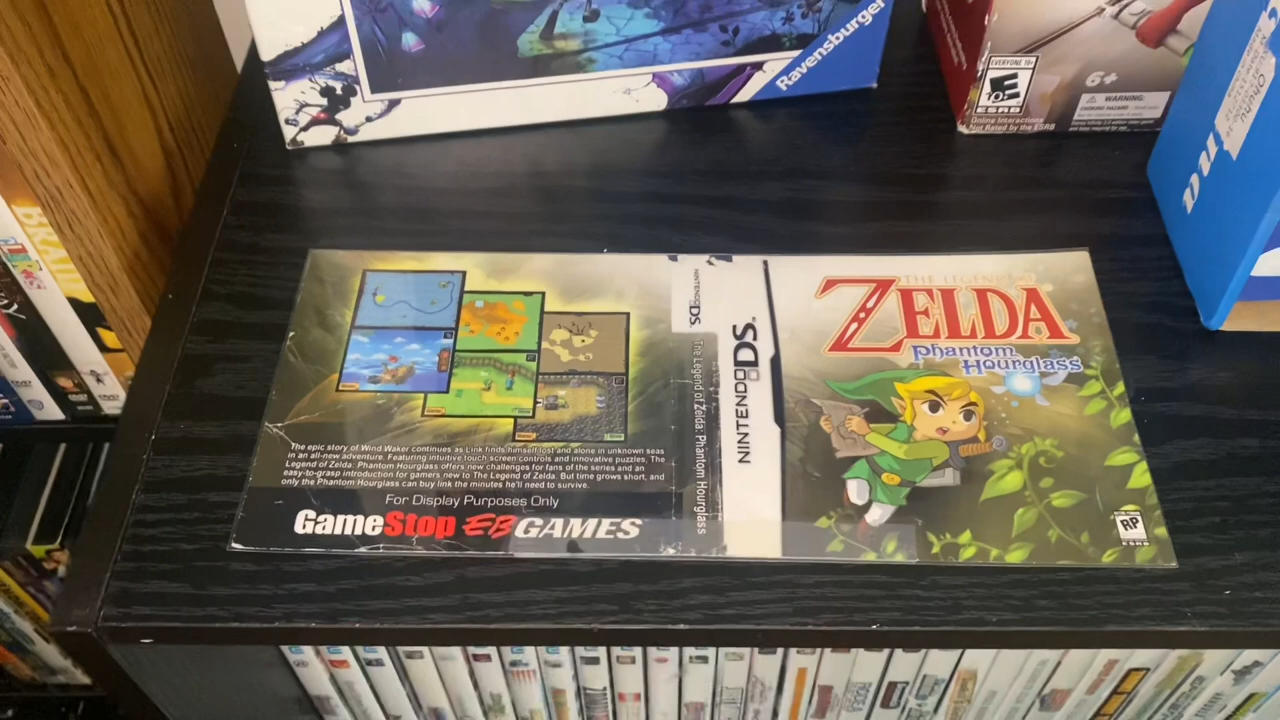 Ravensburger
EVERYONE 10+
E
10+
ESRB
Online Interactions
Not Rated by the ESRB
6+
WARNING:
BRAIN
THE LEGEND OF
ZELDA
Phantom
Hourglass
NINTENDO DS
NINTENDO DS
The Legend of Zelda: Phantom Hourglass
The epic story of Wind Waker continues as Link finds himself lost and alone in unknown seas
in an all-new adventure. Featuring intuitive touch screen controls and innovative puzzles, The
Legend of Zelda: Phantom Hourglass offers new challenges for fans of the series and an
easy-to-grasp introduction for gamers new to The Legend of Zelda. But time grows short, and
only the Phantom Hourglass can buy link the minutes he'll need to survive.
For Display Purposes Only
GameStop EB GAMES
RP
ESRB